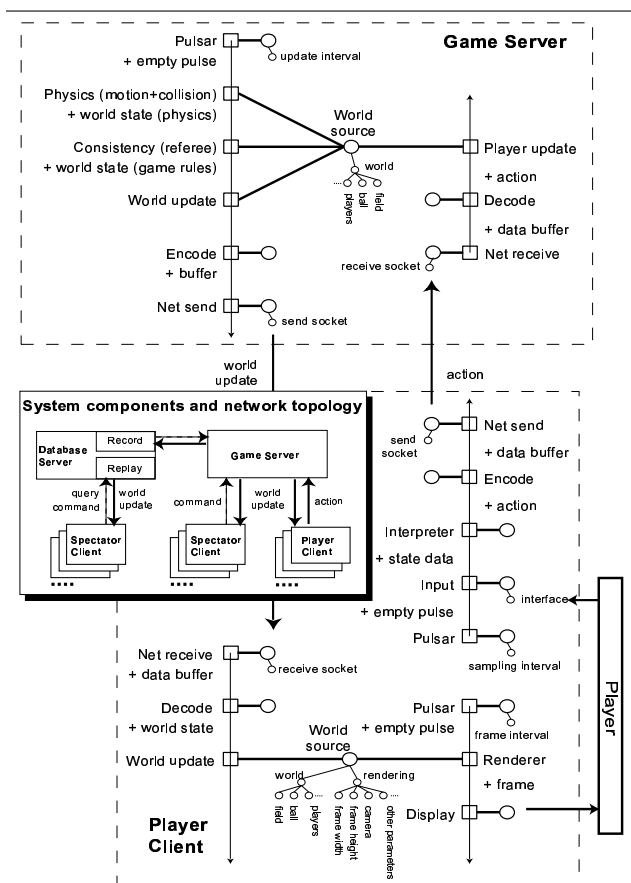 Game Server
Pulsar
+ empty pulse
update interval
Physics (motion+collision)
+ world state (physics)
Consistency (referee)
+ world state (game rules)
World update
Encode
+ buffer
Net send
send socket
World
source
world
....
players
ball
field
Player update
+ action
Decode
+ data buffer
Net receive
receive socket
world
update
action
System components and network topology
Database
Server
Record
Replay
Game Server
query
command
world
update
command
world
update
action
Spectator
Client
....
Spectator
Client
....
Player
Client
....
send
socket
Net send
+ data buffer
Encode
+ action
Interpreter
+ state data
Input
+ empty pulse
interface
Pulsar
sampling interval
Player
Net receive
+ data buffer
receive socket
Decode
+ world state
World update
World
source
world
rendering
field
ball
players
....
frame width
frame height
camera
other parameters
....
Pulsar
+ empty pulse
frame interval
Renderer
+ frame
Display
Player
Client